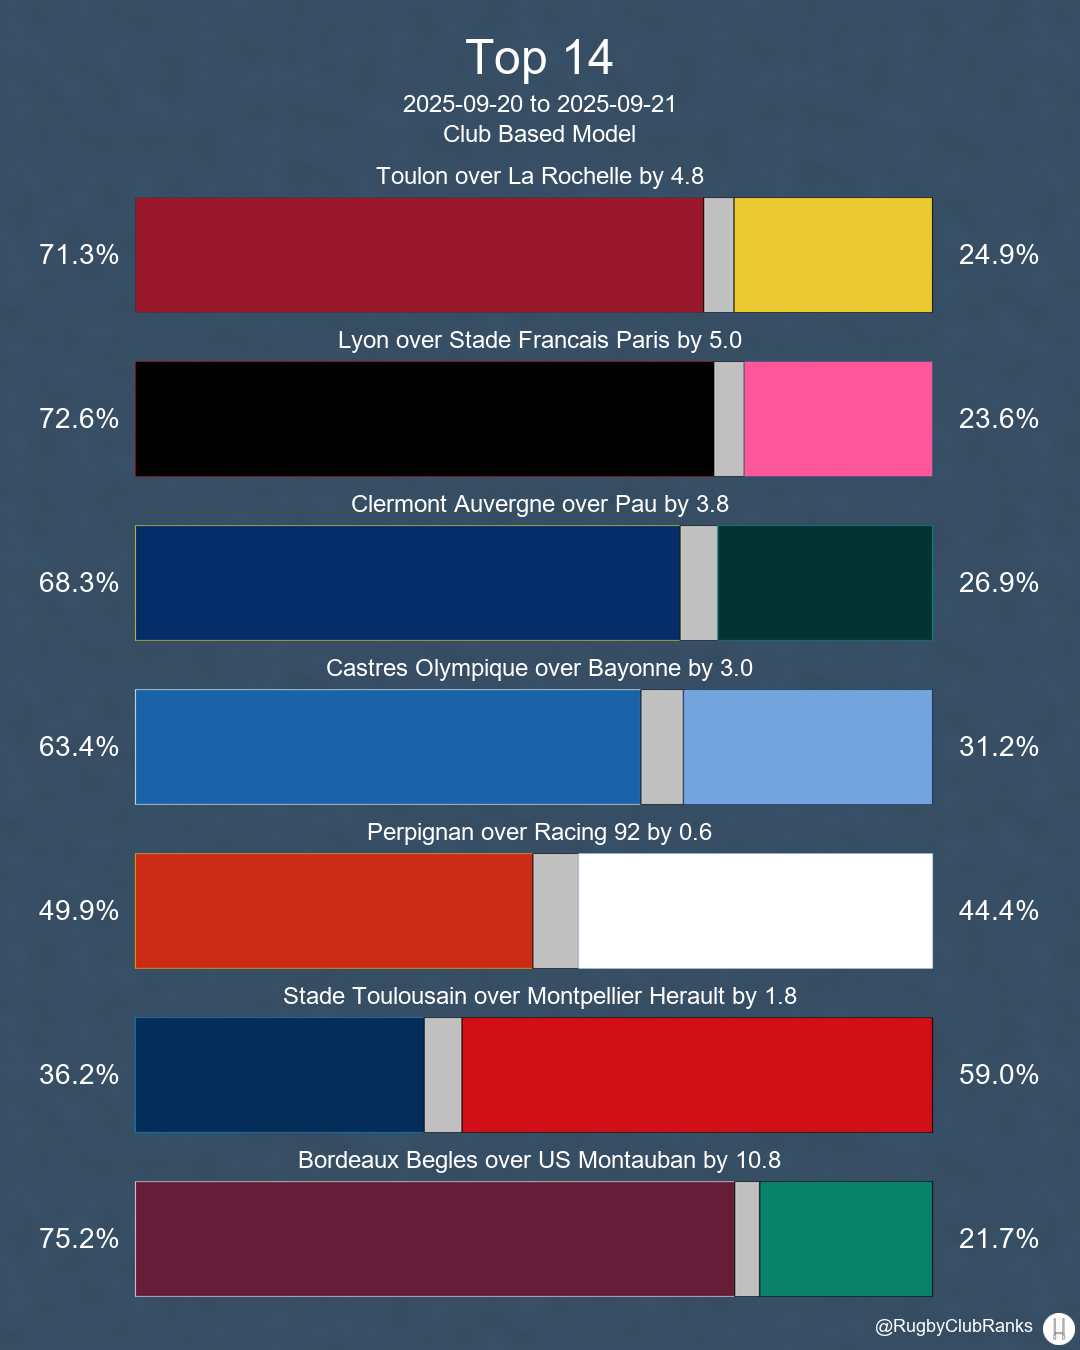 Top 14
2025-09-20 to 2025-09-21
Club Based Model
Toulon over La Rochelle by 4.8
71.3% 24.9%
Lyon over Stade Francais Paris by 5.0
72.6% 23.6%
Clermont Auvergne over Pau by 3.8
68.3% 26.9%
Castres Olympique over Bayonne by 3.0
63.4% 31.2%
Perpignan over Racing 92 by 0.6
49.9% 44.4%
Stade Toulousain over Montpellier Herault by 1.8
36.2% 59.0%
Bordeaux Begles over US Montauban by 10.8
75.2% 21.7%
@RugbyClubRanks